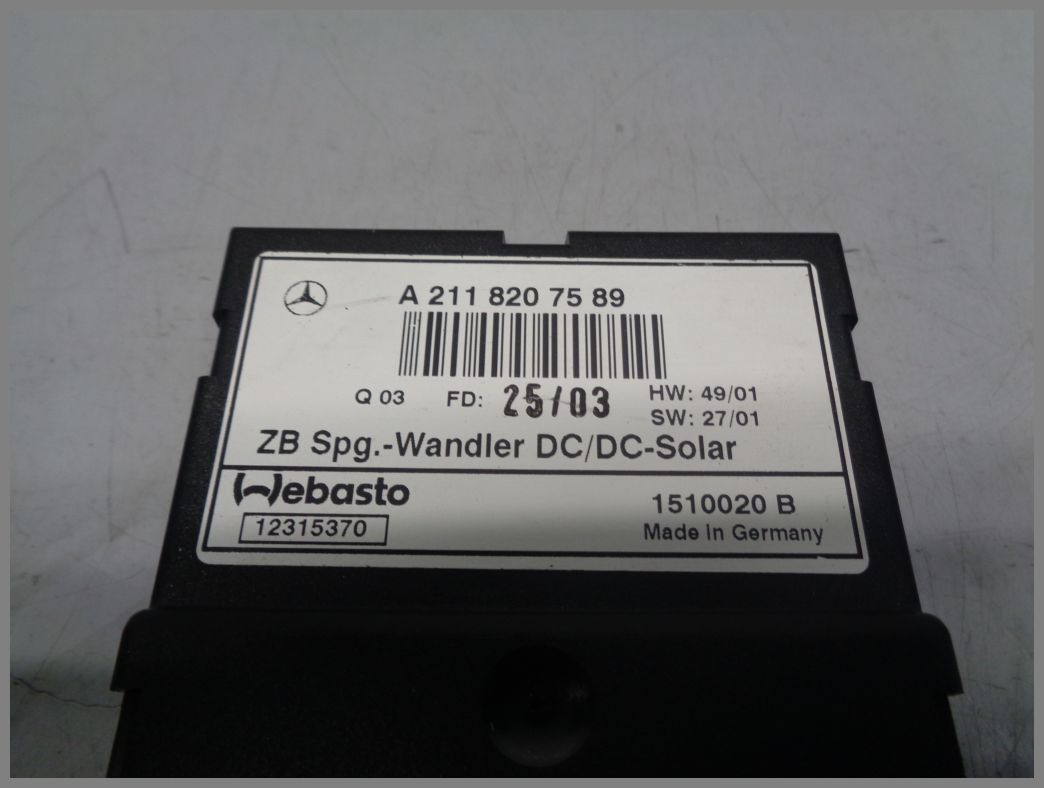 A 211 820 75 89
Q 03 FD: 25/03 HW: 49/01
SW: 27/01
ZB Spg.-Wandler DC/DC-Solar
Webasto 1510020 B
12315370 Made in Germany